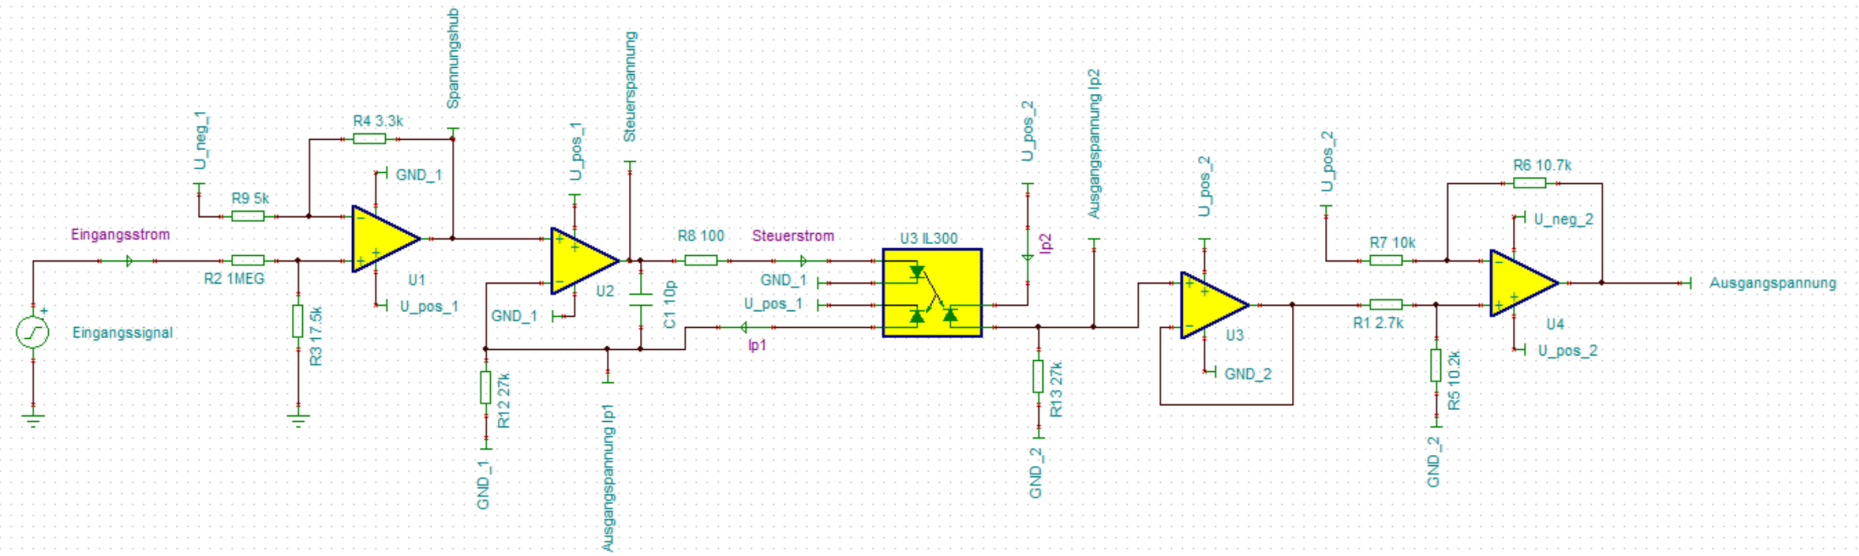 Spannungshub
Steuerspannung
U_neg_1
R4 3.3k
GND_1
U_pos_1
R9 5k
Eingangsstrom
R2 1MEG
U1
U_pos_1
Eingangssignal
+
R3 17.5k
U2
GND_1
C1 10p
R8 100
Steuerstrom
U3 IL300
GND_1
U_pos_1
Ip1
R12 27k
GND_1
Ausgangspannung Ip1
U_pos_2
Ip2
Ausgangspannung Ip2
R13 27k
GND_2
U_pos_2
U3
GND_2
U_pos_2
R7 10k
R1 2.7k
R5 10.2k
GND_2
R6 10.7k
U_neg_2
U4
U_pos_2
Ausgangspannung